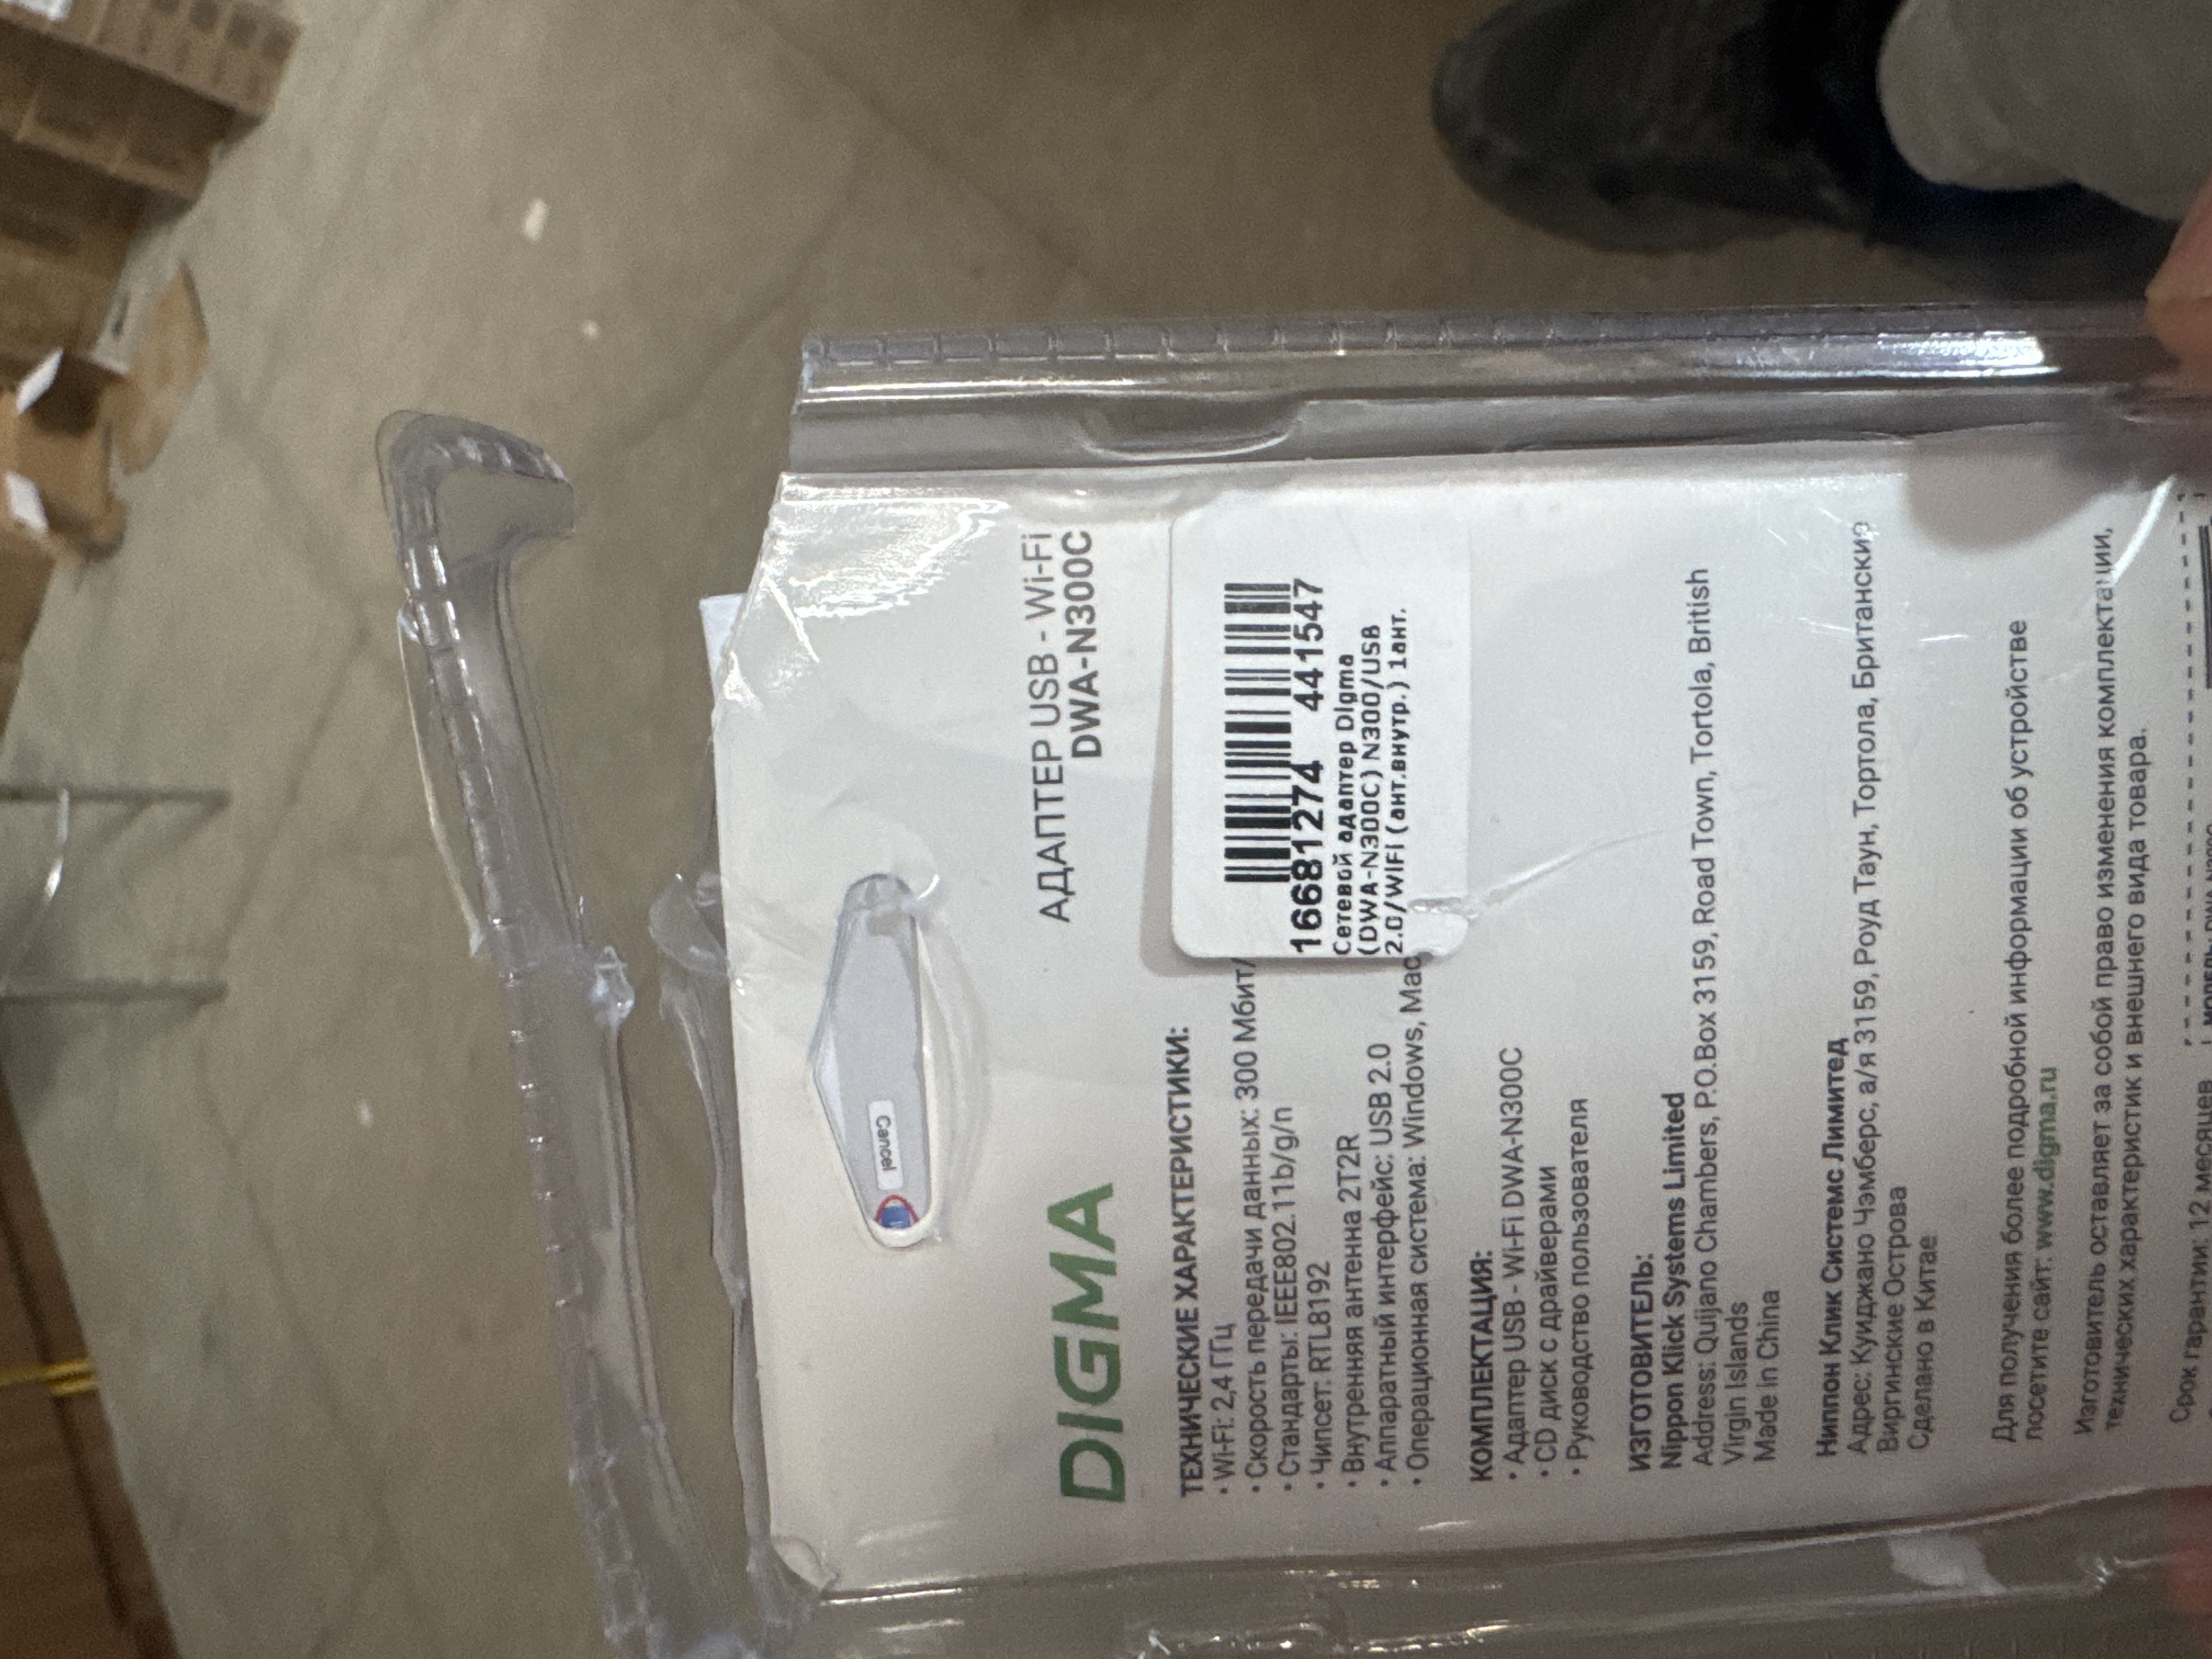 Cancel
DIGMA
АДАПТЕР USB - Wi-Fi
DWA-N300C
ТЕХНИЧЕСКИЕ ХАРАКТЕРИСТИКИ:
• Wi-Fi: 2,4 ГГц
• Скорость передачи данных: 300 Мбит/
• Стандарты: IEEE802.11b/g/n
• Чипсет: RTL8192
• Внутренняя антенна 2T2R
• Аппаратный интерфейс: USB 2.0
• Операционная система: Windows, Mac
166812274 441547
Сетевой адаптер Digma
(DWA-N300C) N300/USB
2.0/WiFi (ант.внутр.) 1ант.
КОМПЛЕКТАЦИЯ:
• Адаптер USB - Wi-Fi DWA-N300C
• CD диск с драйверами
• Руководство пользователя
ИЗГОТОВИТЕЛЬ:
Nippon Klick Systems Limited
Address: Quijano Chambers, P.O.Box 3159, Road Town, Tortola, British
Virgin Islands
Made in China
Ниппон Клик Системс Лимитед
Адрес: Куиджано Чэмберс, а/я 3159, Роуд Таун, Тортола, Британские
Виргинские Острова
Сделано в Китае
Для получения более подробной информации об устройстве
посетите сайт: www.digma.ru
Изготовитель оставляет за собой право изменения комплектации,
технических характеристик и внешнего вида товара.
Срок гарантии: 12 месяцев